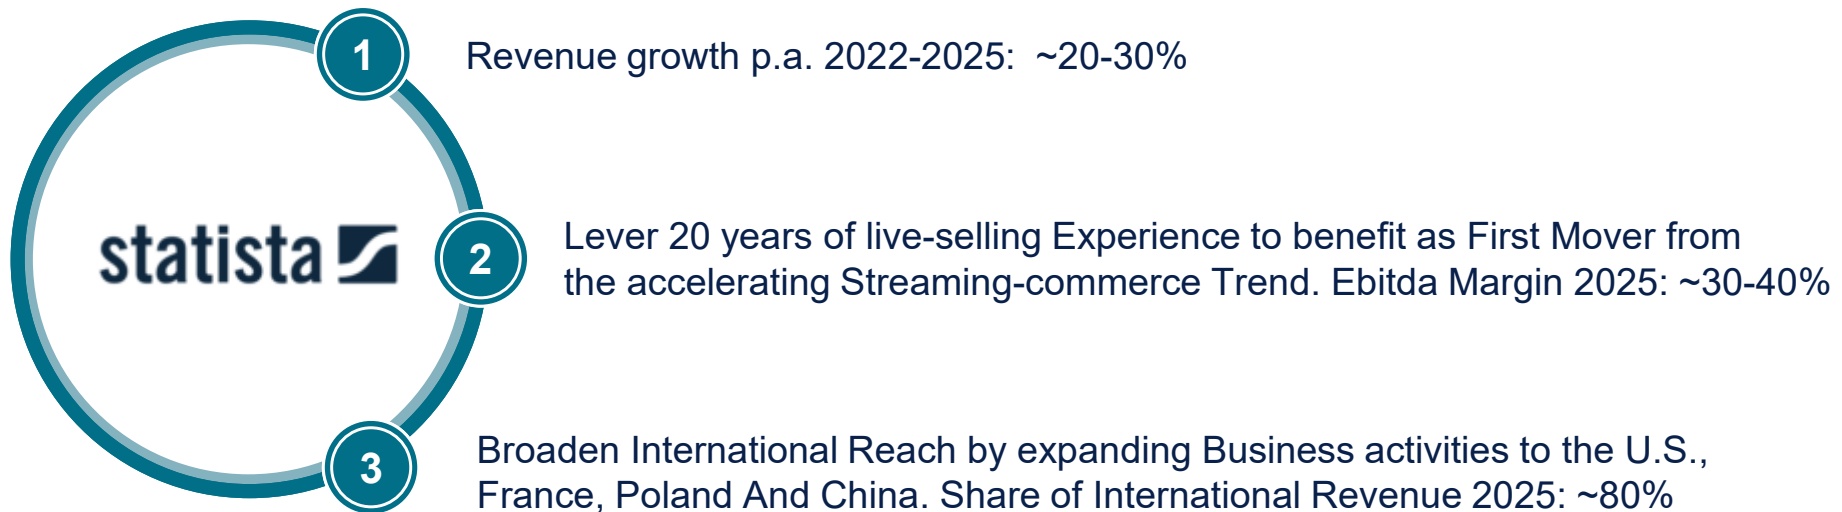 1
Revenue growth p.a. 2022-2025: ~20-30%
statista
2
Lever 20 years of live-selling Experience to benefit as First Mover from
the accelerating Streaming-commerce Trend. Ebitda Margin 2025: ~30-40%
3
Broaden International Reach by expanding Business activities to the U.S.,
France, Poland And China. Share of International Revenue 2025: ~80%